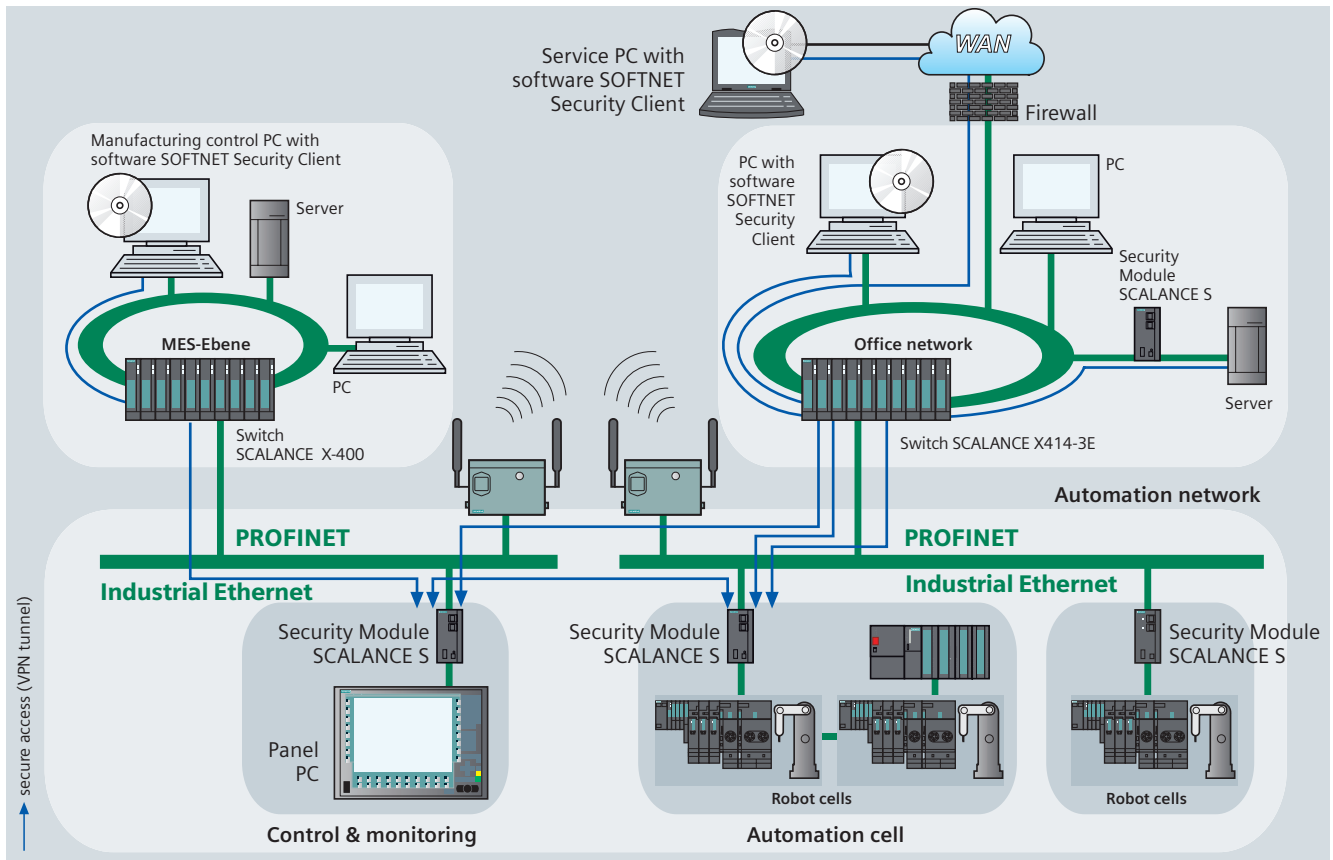 Service PC with
software SOFTNET
Security Client
WAN
Firewall
Manufacturing control PC with
software SOFTNET Security Client
Server
MES-Ebene
PC
Switch
SCALANCE X-400
PC with
software
SOFTNET
Security
Client
PC
Security
Module
SCALANCE S
Office network
Server
Switch SCALANCE X414-3E
Automation network
PROFINET
Industrial Ethernet
PROFINET
Industrial Ethernet
Security Module
SCALANCE S
Panel
PC
Control & monitoring
Security Module
SCALANCE S
Robot cells
Automation cell
Security Module
SCALANCE S
Robot cells
secure access (VPN tunnel)